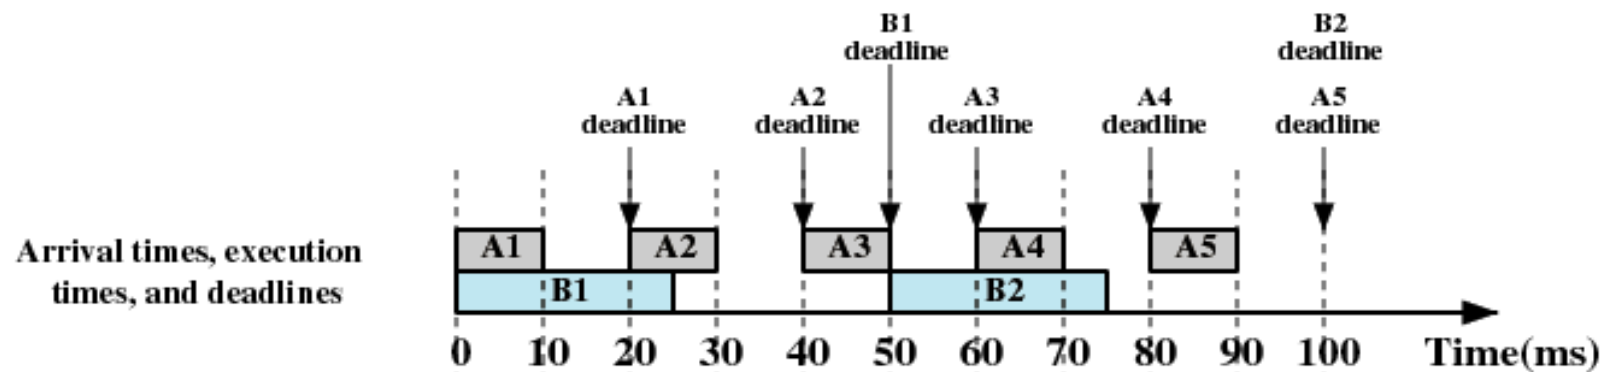 B1
deadline
B2
deadline
A1
deadline
A2
deadline
A3
deadline
A4
deadline
A5
deadline
Arrival times, execution
times, and deadlines
A1 A2 A3 A4 A5
B1 B2
0 10 20 30 40 50 60 70 80 90 100 Time(ms)